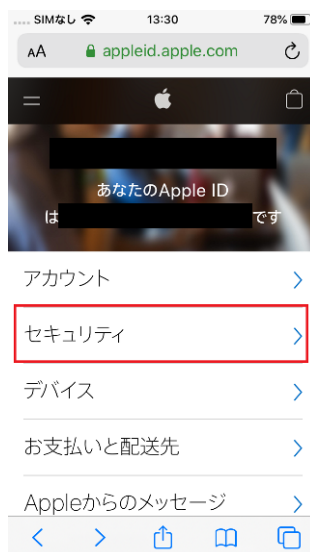 SIMなし 13:30 78%
AA appleid.apple.com
あなたのApple ID
は です
アカウント
セキュリティ
デバイス
お支払いと配送先
Appleからのメッセージ